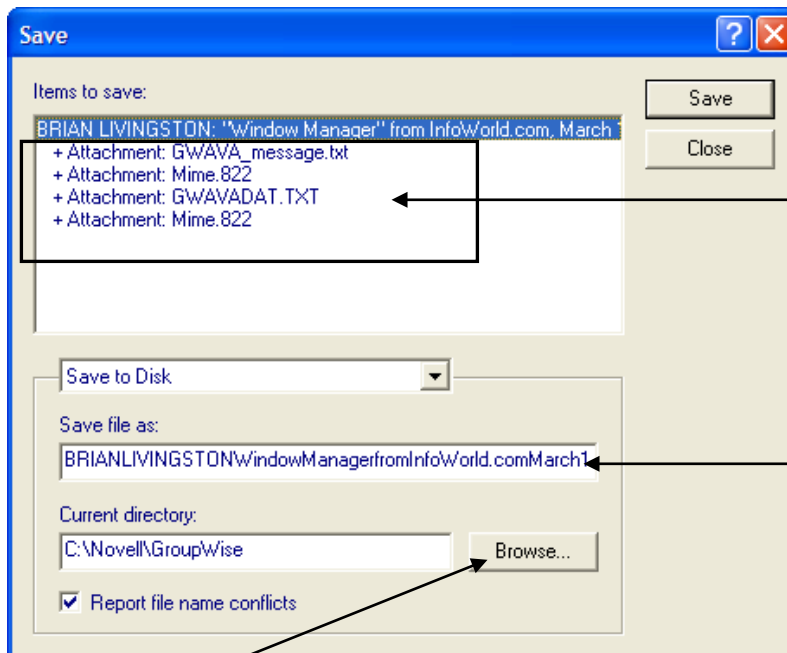 Save
Items to save:
Save
BRIAN LIVINGSTON: "Window Manager" from InfoWorld.com, March 1
Close
+ Attachment: GWAVA_message.txt
+ Attachment: Mime.822
+ Attachment: GWAVADAT.TXT
+ Attachment: Mime.822
Save to Disk
Save file as:
BRIANLIVINGSTONWindowManagerfromInfoWorld.comMarch1
Current directory:
C:\Novell\GroupWise
Browse...
Report file name conflicts